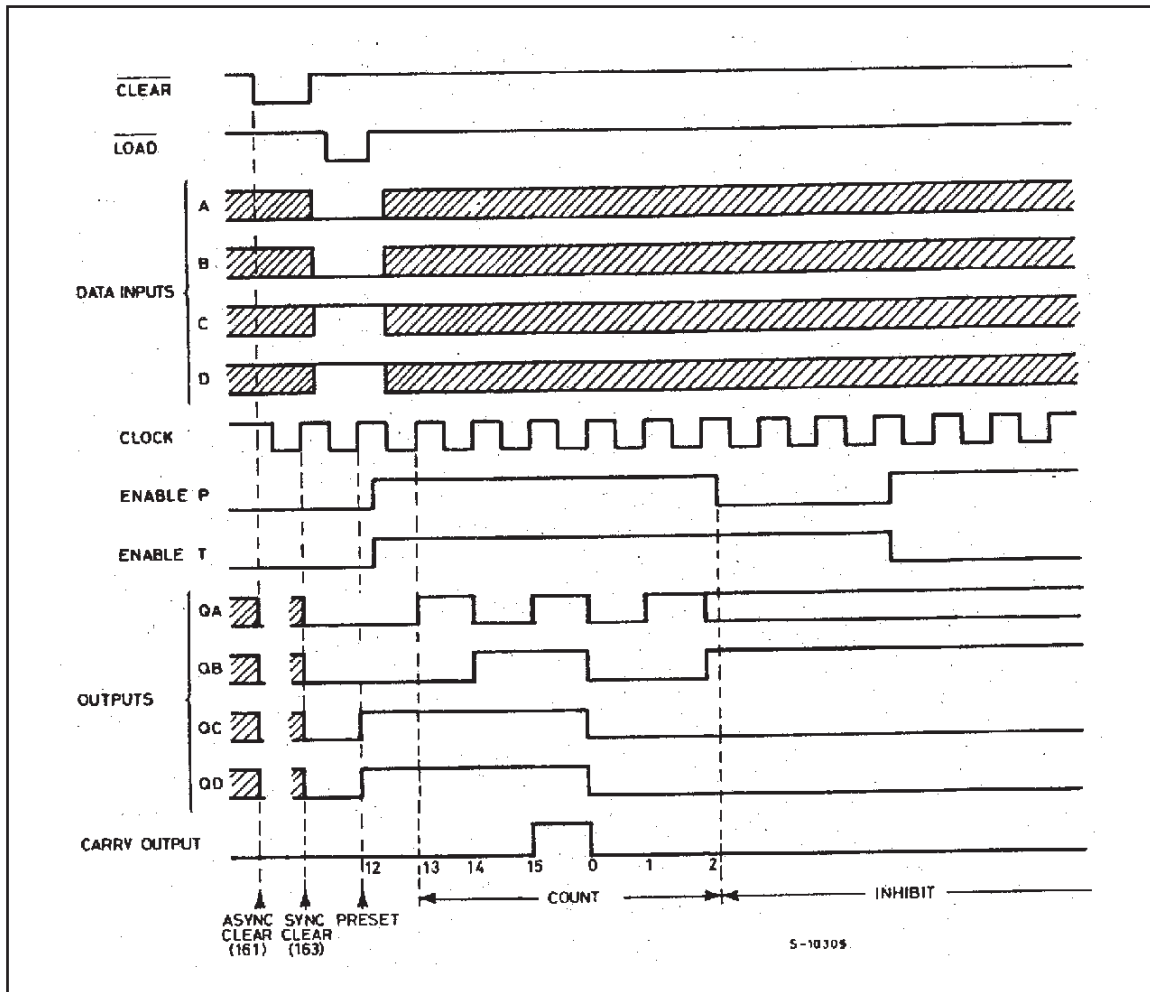 CLEAR
LOAD
DATA INPUTS
A
B
C
D
CLOCK
ENABLE P
ENABLE T
OUTPUTS
QA
QB
QC
QD
CARRY OUTPUT
12 13 14 15 0 1 2
COUNT INHIBIT
ASYNC CLEAR (161)
SYNC CLEAR (163)
PRESET
S-10305